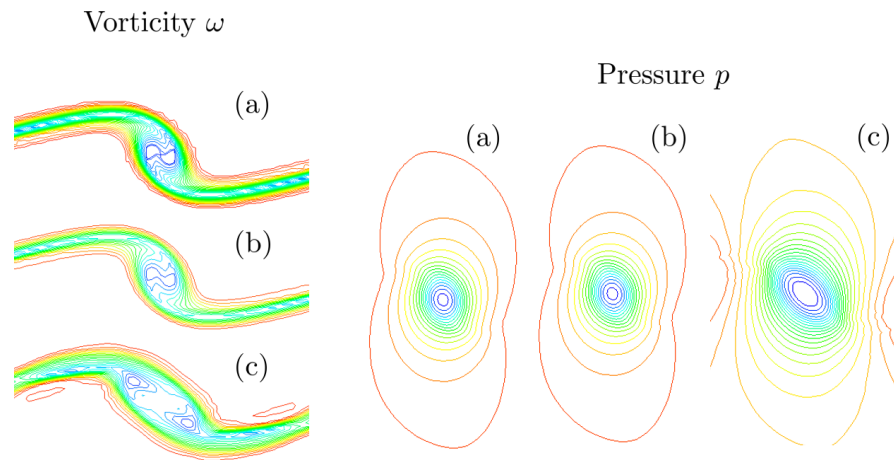 Vorticity ω
(a)
(b)
(c)
Pressure p
(a) (b) (c)